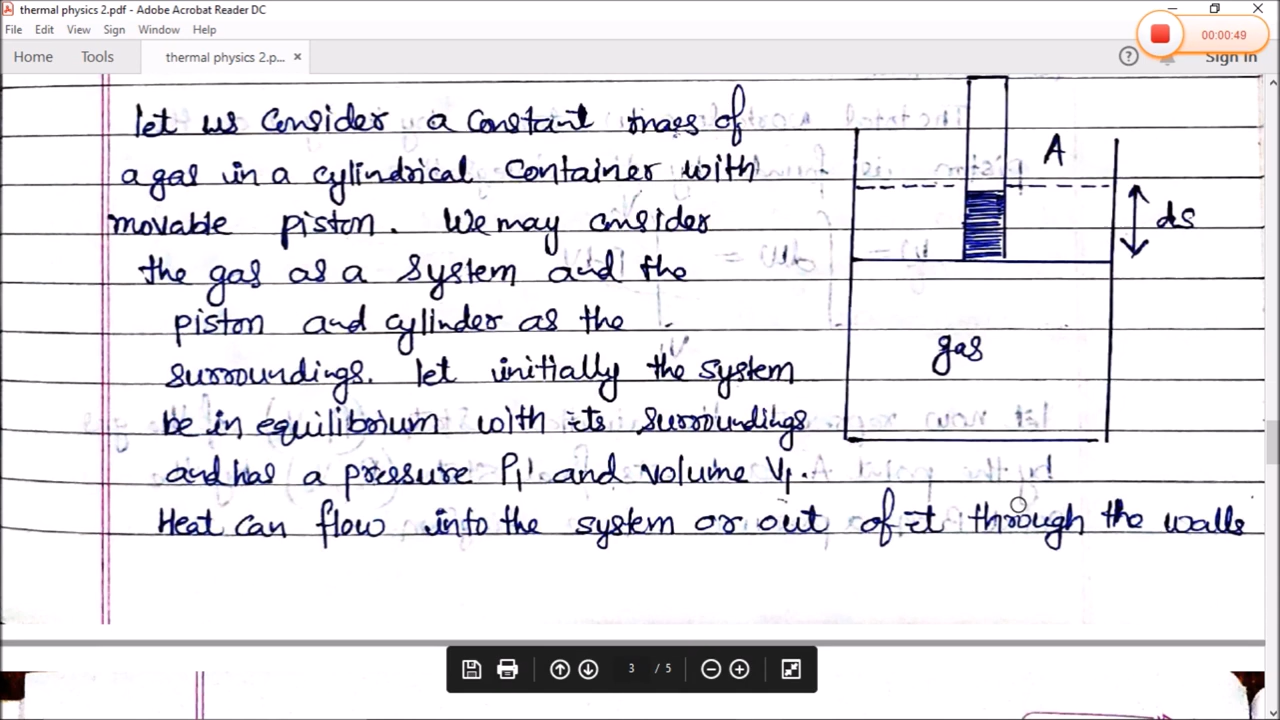 thermal physics 2.pdf - Adobe Acrobat Reader DC
File Edit View Sign Window Help
00:00:49
Home Tools thermal physics 2.p... × Sign In
let us consider a constant mass of
a gas in a cylindrical container with
movable piston. We may consider
the gas as a system and the
piston and cylinder as the
surroundings. let initially the system
be in equilibrium with its surroundings
and has a pressure P1' and volume V1.
Heat can flow into the system or out of it through the walls
A
ds
gas
3 / 5